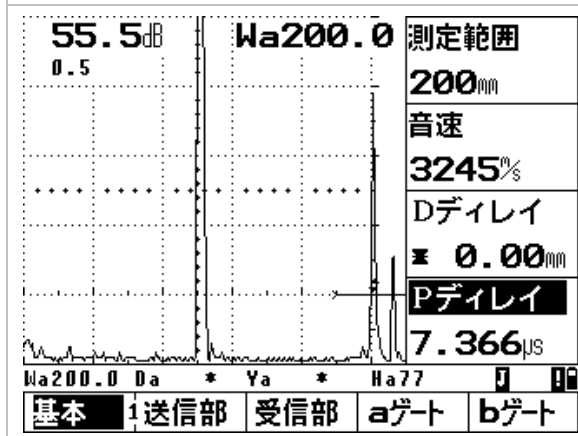 55.5dB Wa200.0
0.5
測定範囲
200mm
音速
3245m/s
Dディレイ
0.00mm
Pディレイ
7.366µs
Wa200.0 Da * Ya * Ha77 J
基本 1 送信部 受信部 aゲート bゲート